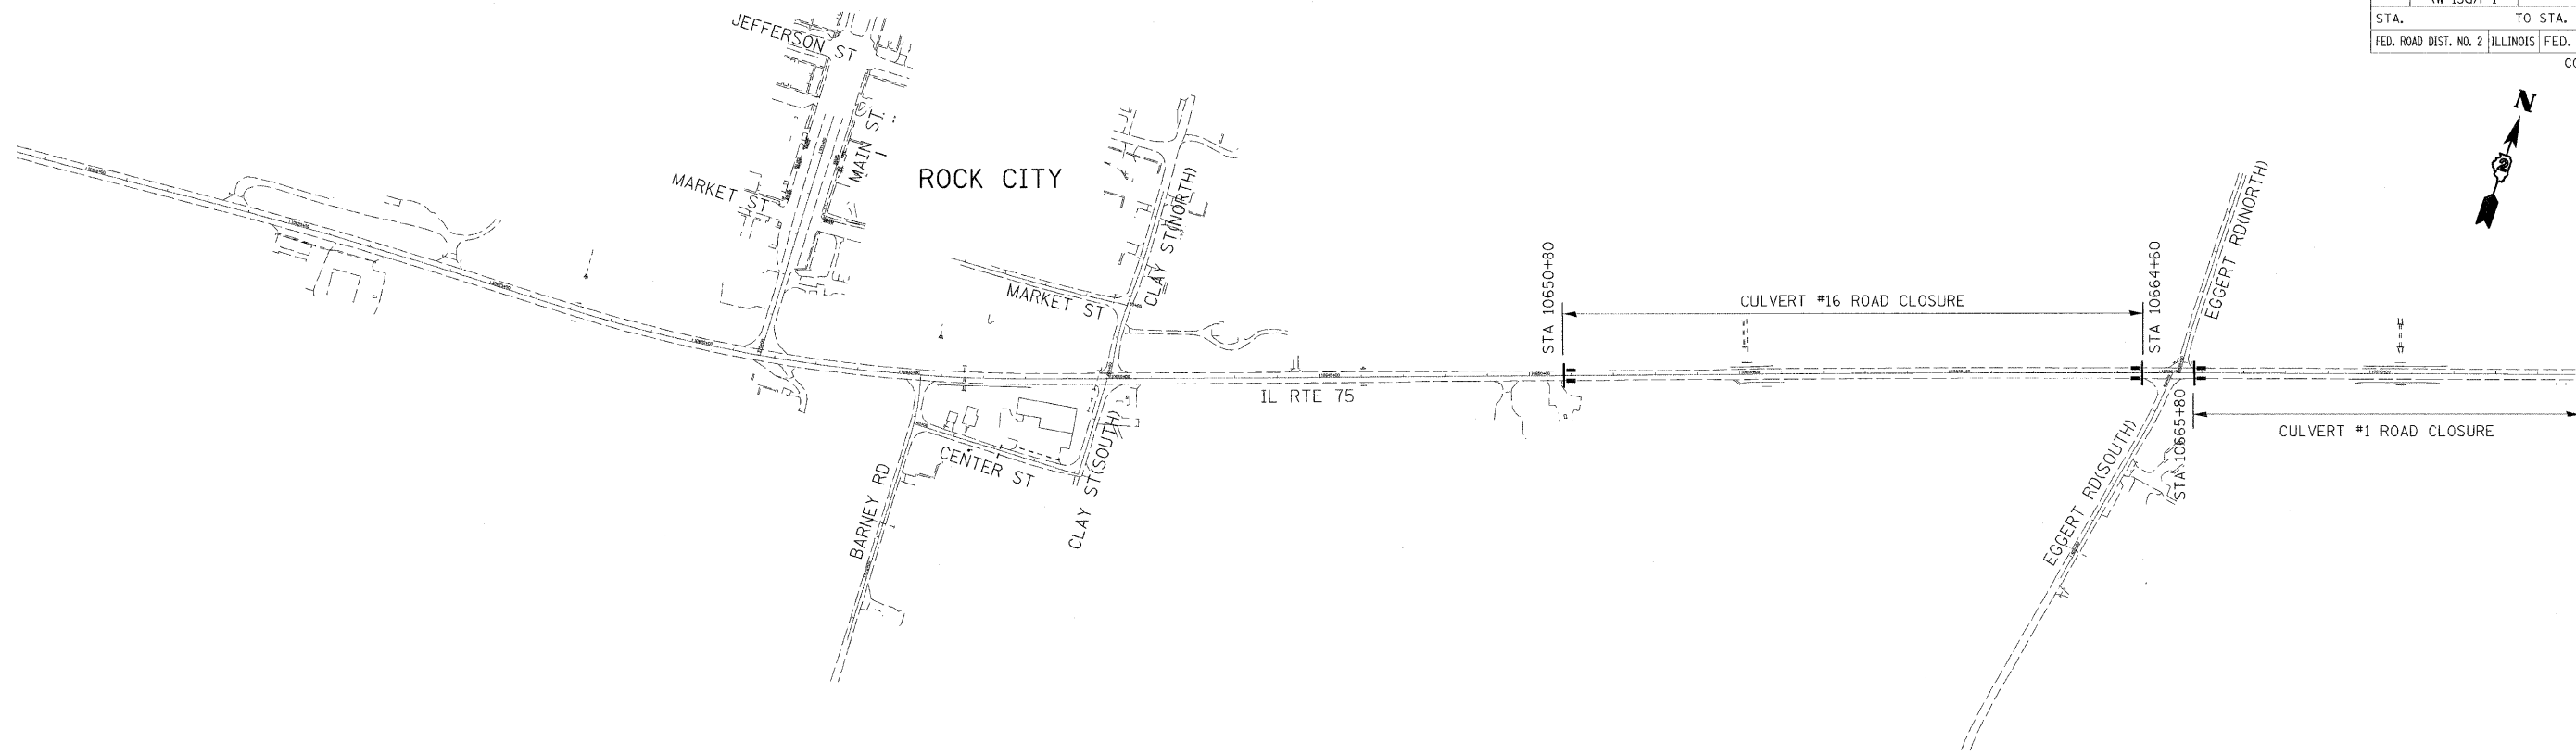 STA. TO STA.
FED. ROAD DIST. NO. 2 ILLINOIS FED.
N
2
JEFFERSON ST
MAIN ST.
MARKET ST
ROCK CITY
CLAY ST(NORTH)
MARKET ST
STA 10650+80
CULVERT #16 ROAD CLOSURE
STA 10664+60
EGGERT RD(NORTH)
IL RTE 75
STA 10665+80
CULVERT #1 ROAD CLOSURE
CENTER ST
BARNEY RD
CLAY ST(SOUTH)
EGGERT RD(SOUTH)